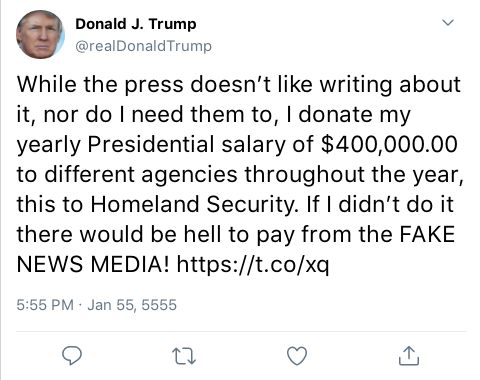 Donald J. Trump
@realDonaldTrump
While the press doesn’t like writing about
it, nor do I need them to, I donate my
yearly Presidential salary of $400,000.00
to different agencies throughout the year,
this to Homeland Security. If I didn’t do it
there would be hell to pay from the FAKE
NEWS MEDIA! https://t.co/xq
5:55 PM · Jan 55, 5555